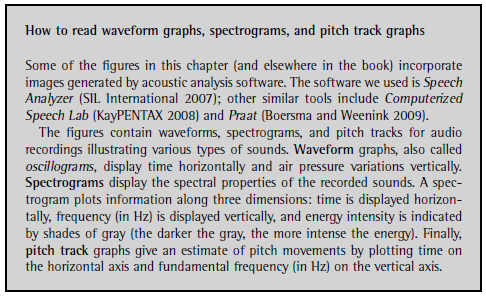 How to read waveform graphs, spectrograms, and pitch track graphs
Some of the figures in this chapter (and elsewhere in the book) incorporate
images generated by acoustic analysis software. The software we used is Speech
Analyzer (SIL International 2007); other similar tools include Computerized
Speech Lab (KayPENTAX 2008) and Praat (Boersma and Weenink 2009).
The figures contain waveforms, spectrograms, and pitch tracks for audio
recordings illustrating various types of sounds. Waveform graphs, also called
oscillograms, display time horizontally and air pressure variations vertically.
Spectrograms display the spectral properties of the recorded sounds. A spec-
trogram plots information along three dimensions: time is displayed horizon-
tally, frequency (in Hz) is displayed vertically, and energy intensity is indicated
by shades of gray (the darker the gray, the more intense the energy). Finally,
pitch track graphs give an estimate of pitch movements by plotting time on
the horizontal axis and fundamental frequency (in Hz) on the vertical axis.